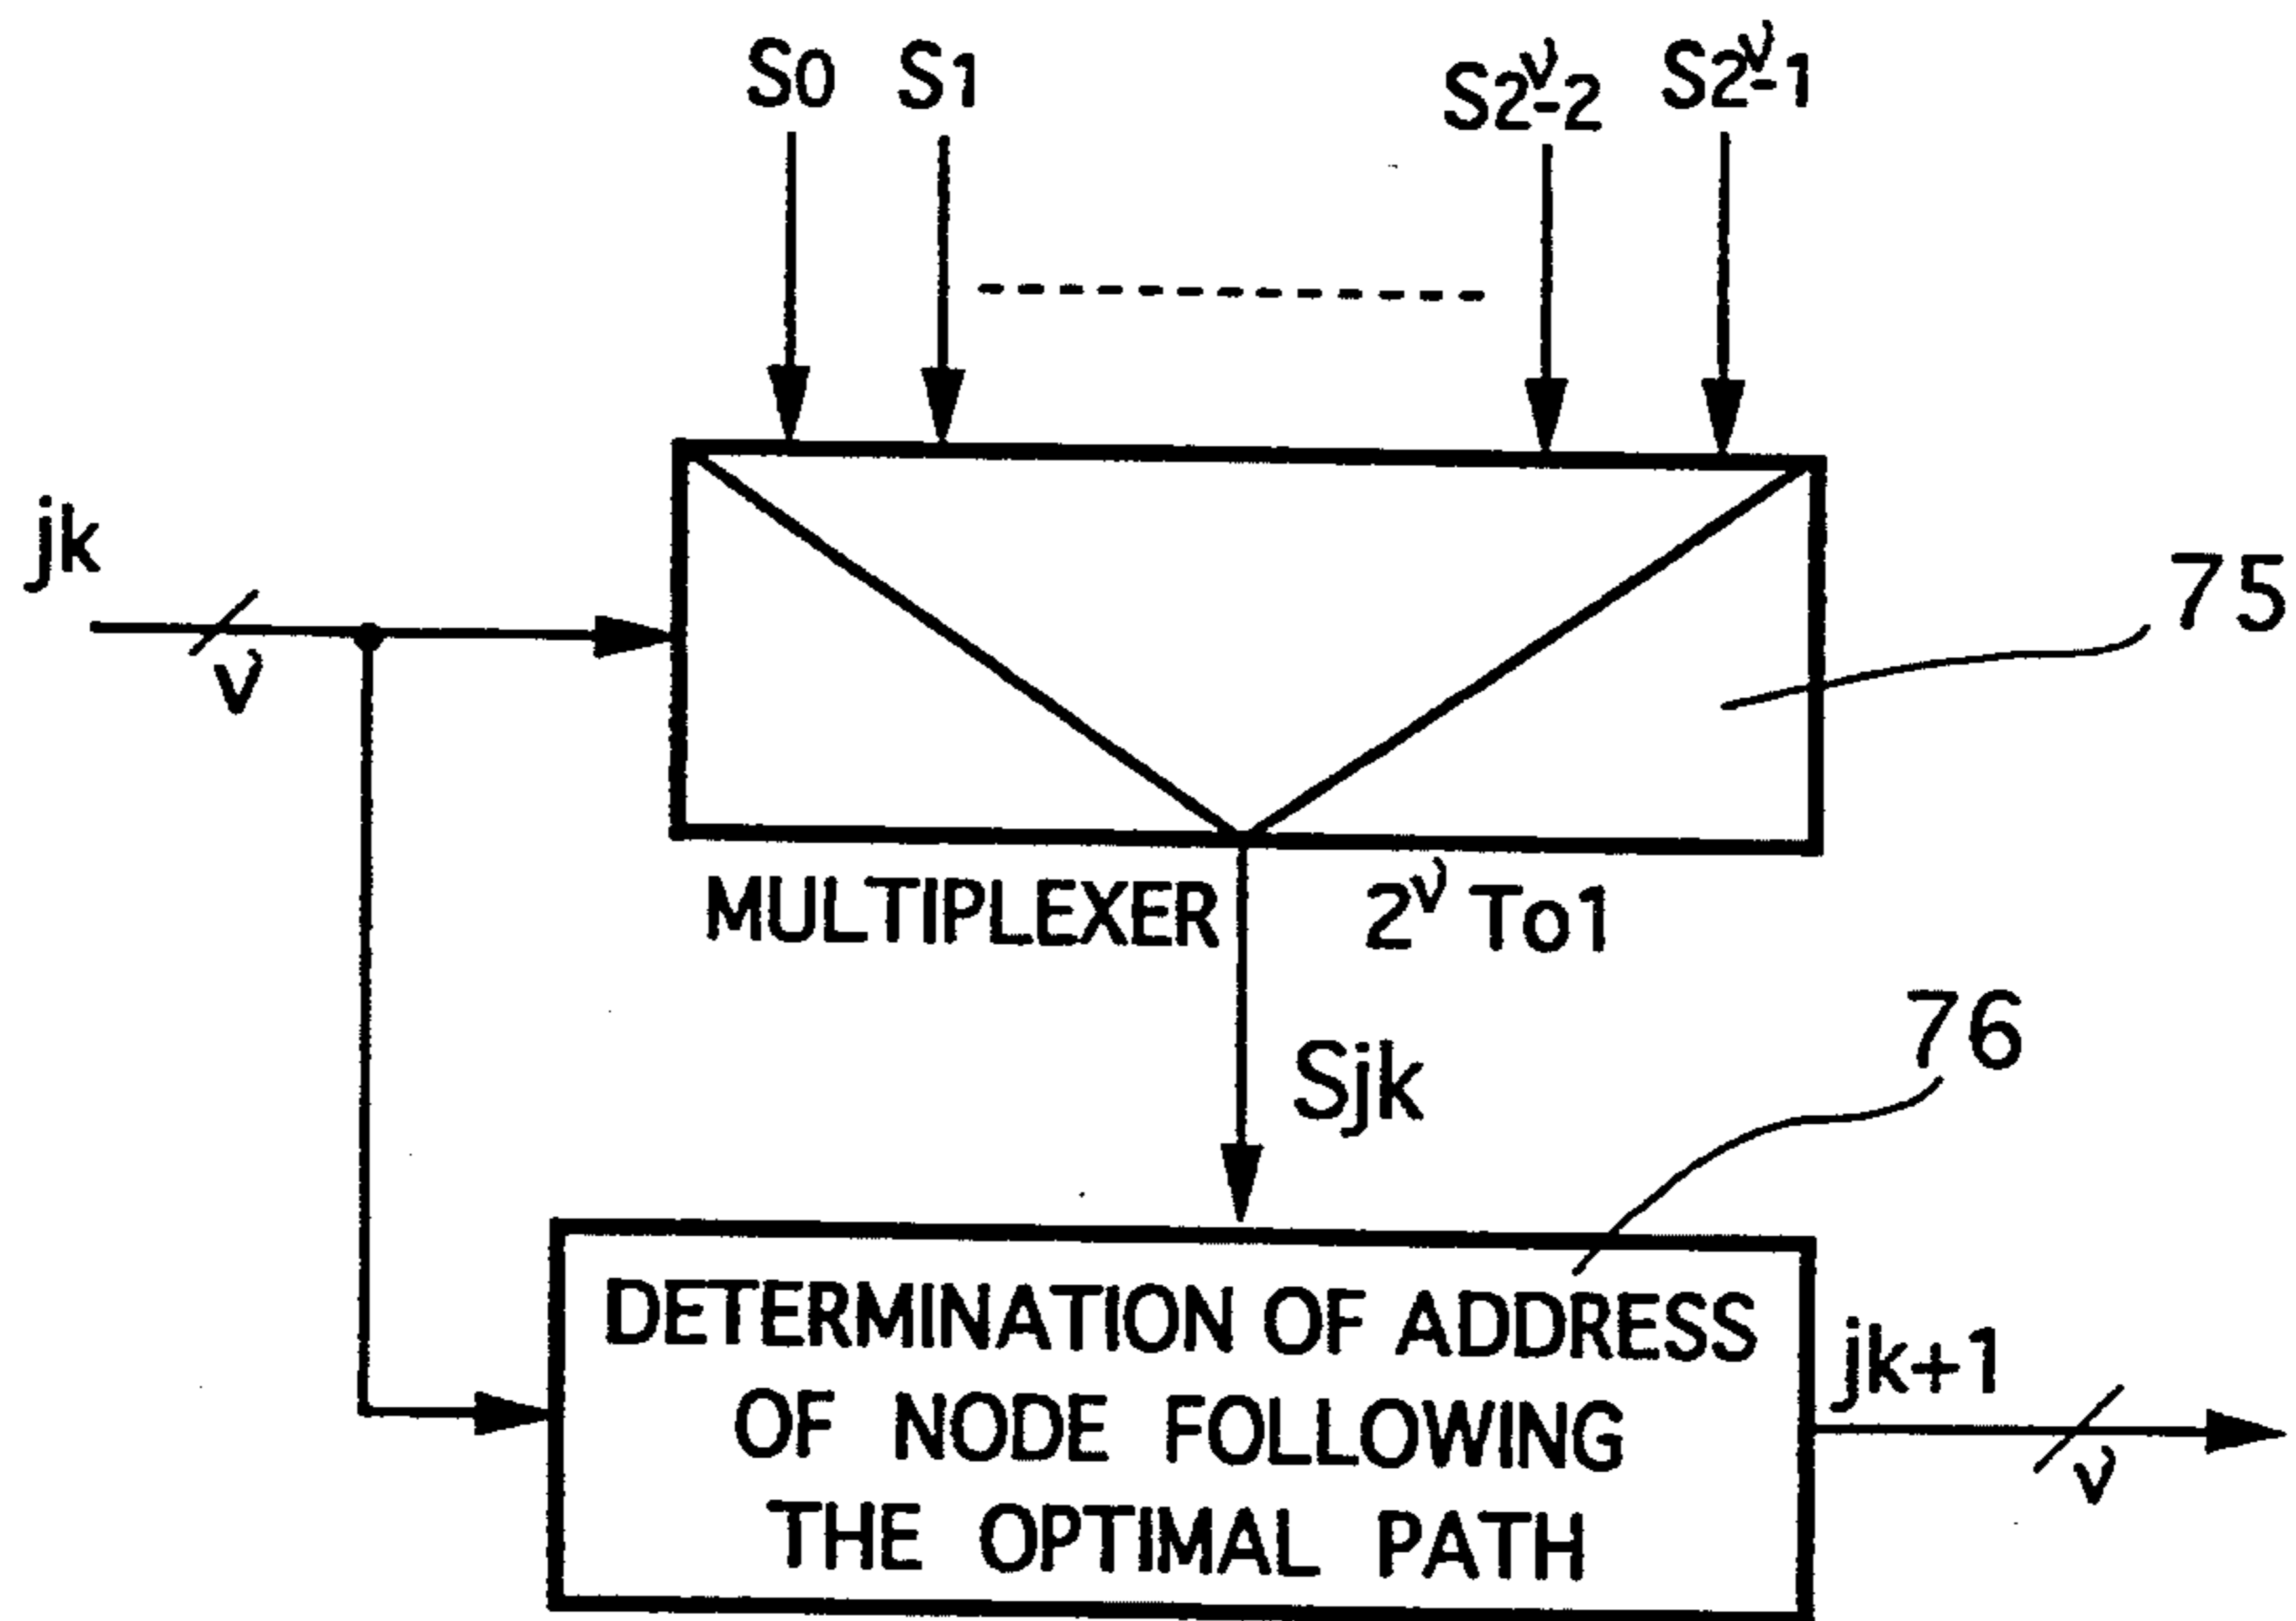 S0 S1 S2ν-2 S2ν-1
jk
ν
75
MULTIPLEXER 2ν To1
76
Sjk
DETERMINATION OF ADDRESS
OF NODE FOLLOWING
THE OPTIMAL PATH
jk+1
ν